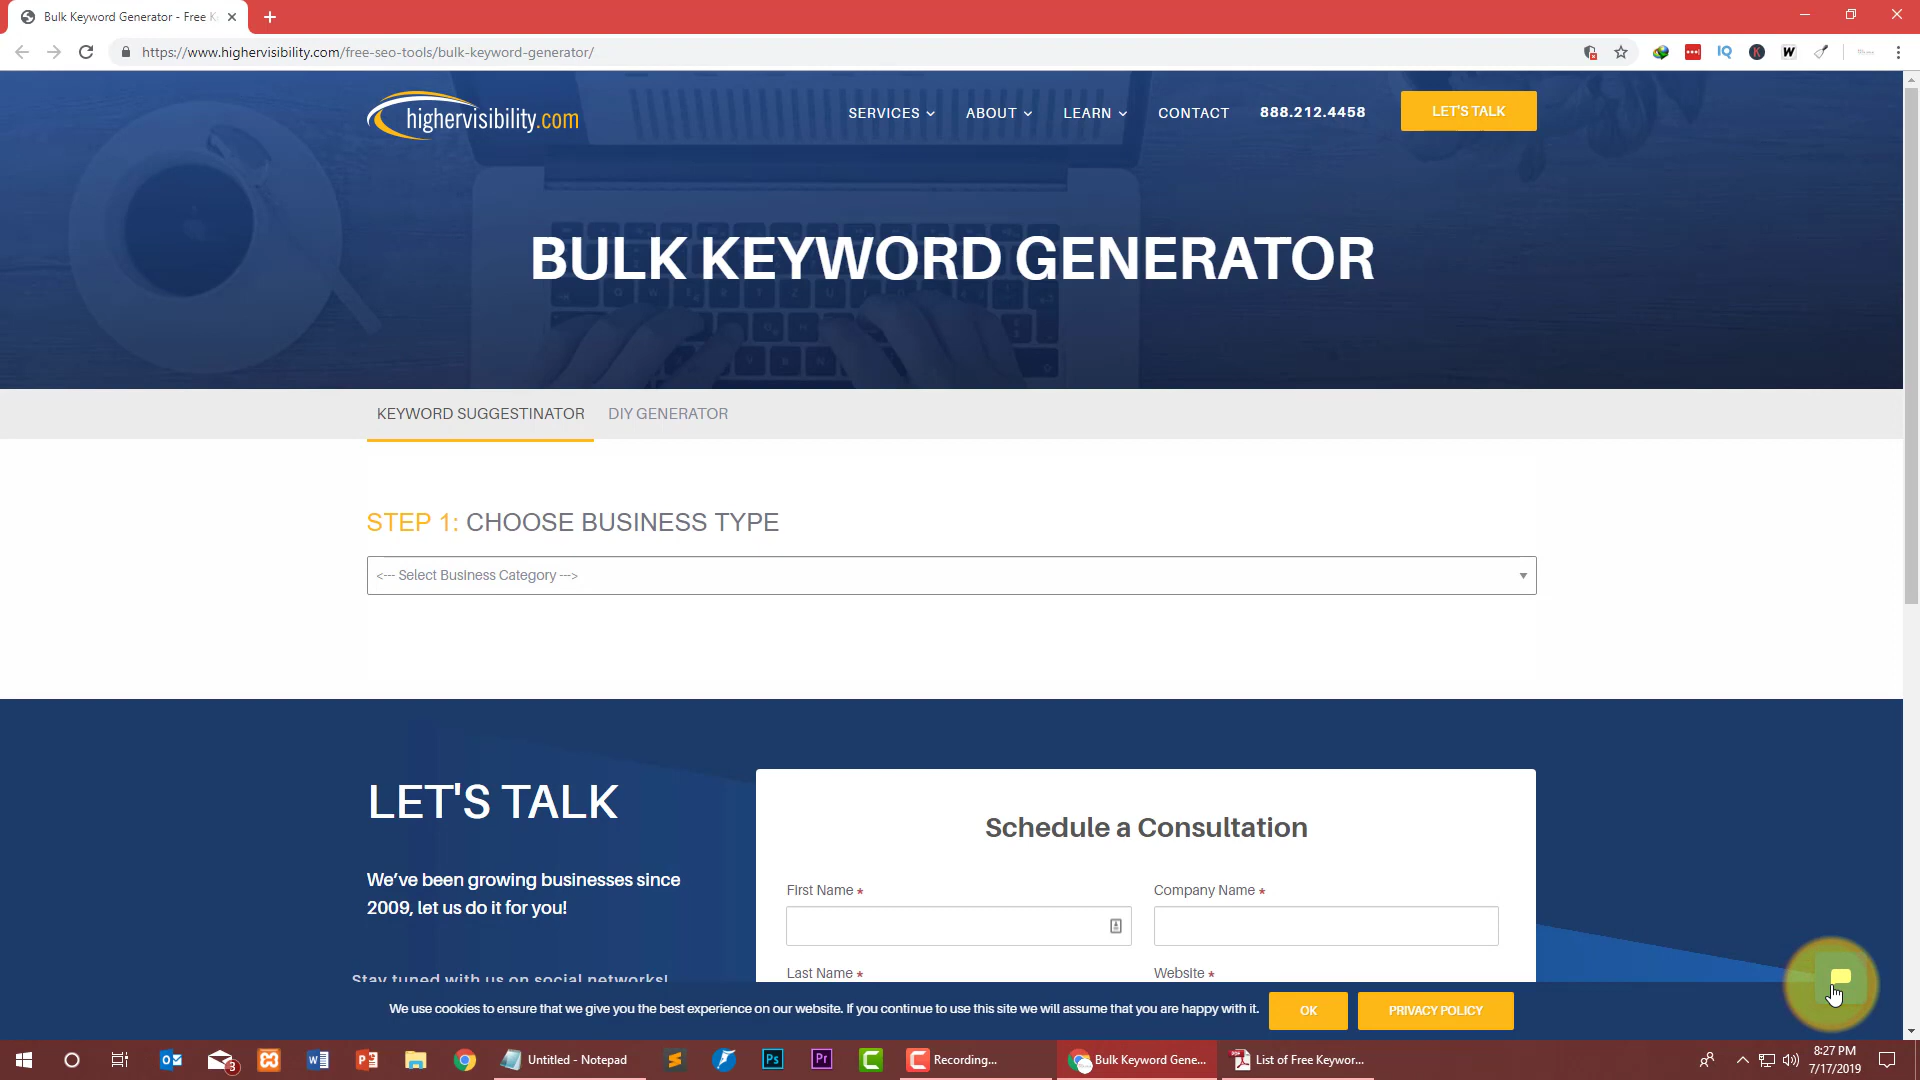 Bulk Keyword Generator - Free K
https://www.highervisibility.com/free-seo-tools/bulk-keyword-generator/
highervisibility.com
SERVICES
ABOUT
LEARN
CONTACT
888.212.4458
LET'S TALK
BULK KEYWORD GENERATOR
KEYWORD SUGGESTINATOR
DIY GENERATOR
STEP 1: CHOOSE BUSINESS TYPE
<--- Select Business Category --->
LET'S TALK
We've been growing businesses since
2009, let us do it for you!
Stay tuned with us on social networks!
Schedule a Consultation
First Name *
Company Name *
Last Name *
Website *
We use cookies to ensure that we give you the best experience on our website. If you continue to use this site we will assume that you are happy with it.
OK
PRIVACY POLICY
Untitled - Notepad
Recording...
Bulk Keyword Gene...
List of Free Keywor...
8:27 PM
7/17/2019